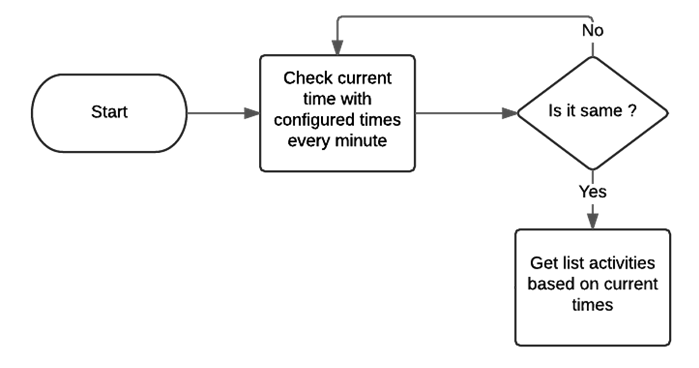 No
Start
Check current
time with
configured times
every minute
Is it same ?
Yes
Get list activities
based on current
times